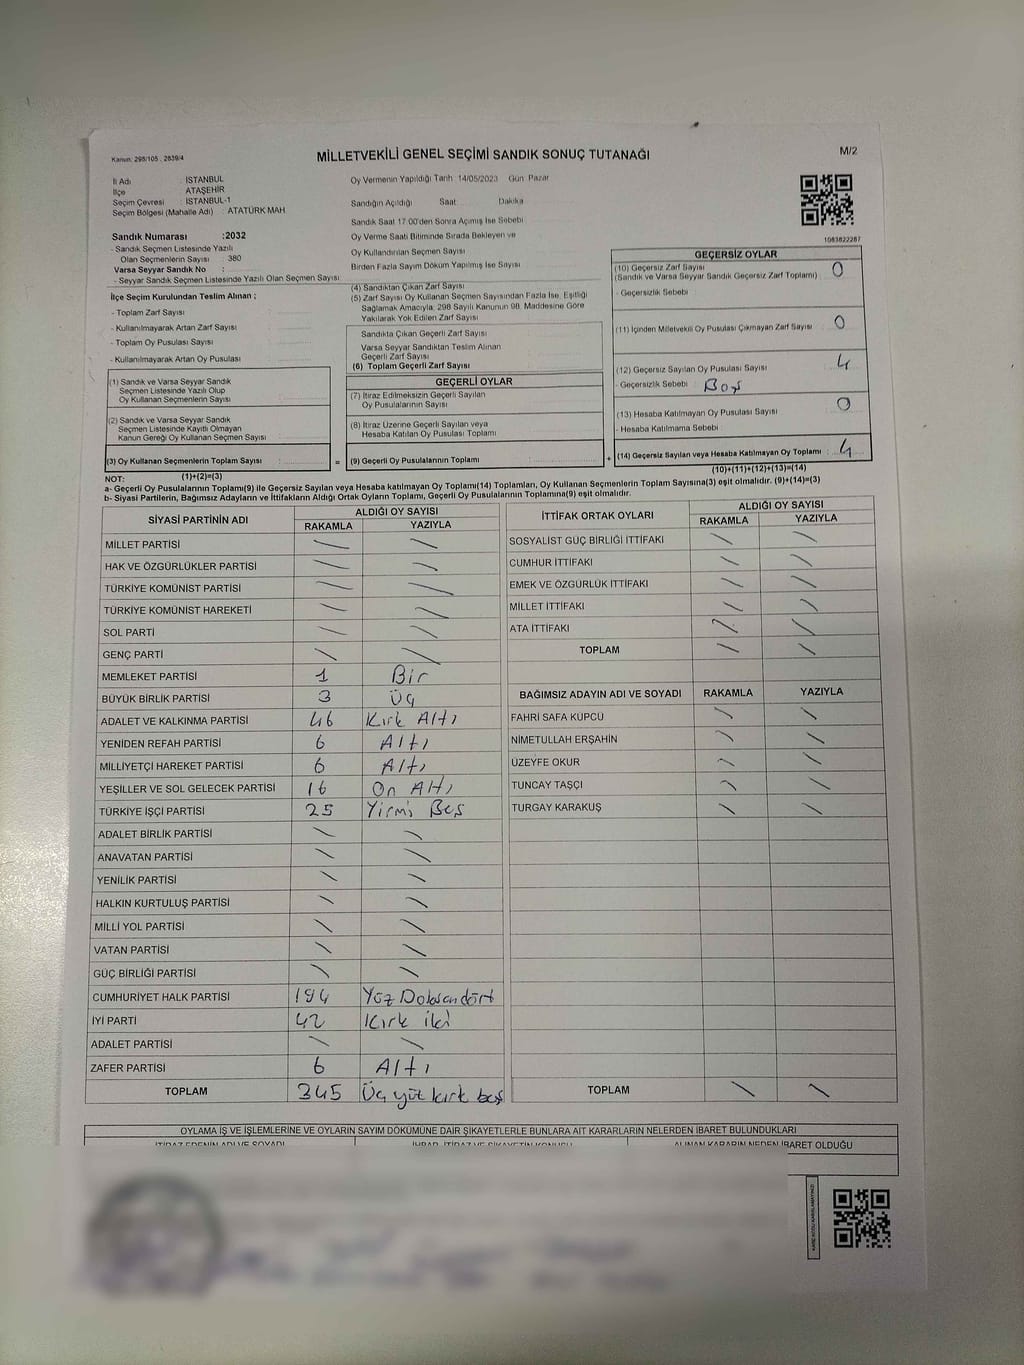 Kanun: 298/105 , 2839/4
MİLLETVEKİLİ GENEL SEÇİMİ SANDIK SONUÇ TUTANAĞI
M/2
İl Adı : İSTANBUL
İlçe : ATAŞEHİR
Seçim Çevresi : İSTANBUL-1
Seçim Bölgesi (Mahalle Adı) : ATATÜRK MAH
Sandık Numarası :2032
- Sandık Seçmen Listesinde Yazılı
Olan Seçmenlerin Sayısı : 380
Varsa Seyyar Sandık No :
- Seyyar Sandık Seçmen Listesinde Yazılı Olan Seçmen Sayısı
Oy Vermenin Yapıldığı Tarih 14/05/2023 Gün Pazar
Sandığın Açıldığı Saat Dakika
Sandık Saat 17:00'den Sonra Açımış İse Sebebi
Oy Verme Saati Bitiminde Sırada Bekleyen ve
Oy Kullandırılan Seçmen Sayısı
Birden Fazla Sayım Döküm Yapılmış İse Sayısı
1083822287
İlçe Seçim Kurulundan Teslim Alınan ;
- Toplam Zarf Sayısı
- Kullanılmayarak Artan Zarf Sayısı
- Toplam Oy Pusulası Sayısı
- Kullanılmayarak Artan Oy Pusulası
(1) Sandık ve Varsa Seyyar Sandık
Seçmen Listesinde Yazılı Olup
Oy Kullanan Seçmenlerin Sayısı :
(2) Sandık ve Varsa Seyyar Sandık
Seçmen Listesinde Kayıtlı Olmayan
Kanun Gereği Oy Kullanan Seçmen Sayısı :
(3) Oy Kullanan Seçmenlerin Toplam Sayısı :
(1)+(2)=(3)
(4) Sandıktan Çıkan Zarf Sayısı
(5) Zarf Sayısı Oy Kullanan Seçmen Sayısından Fazla İse, Eşitliği
Sağlamak Amacıyla; 298 Sayılı Kanunun 98. Maddesine Göre
Yakılarak Yok Edilen Zarf Sayısı
Sandıkta Çıkan Geçerli Zarf Sayısı
Varsa Seyyar Sandıktan Teslim Alınan
Geçerli Zarf Sayısı
(6) Toplam Geçerli Zarf Sayısı
GEÇERLİ OYLAR
(7) İtiraz Edilmeksizin Geçerli Sayılan
Oy Pusulalarının Sayısı
(8) İtiraz Üzerine Geçerli Sayılan veya
Hesaba Katılan Oy Pusulası Toplamı
= (9) Geçerli Oy Pusulalarının Toplamı +
GEÇERSİZ OYLAR
(10) Geçersiz Zarf Sayısı
(Sandık ve Varsa Seyyar Sandık Geçersiz Zarf Toplamı) : 0
- Geçersizlik Sebebi :
(11) İçinden Milletvekili Oy Pusulası Çıkmayan Zarf Sayısı : 0
(12) Geçersiz Sayılan Oy Pusulası Sayısı : 4
- Geçersizlik Sebebi : Boş
(13) Hesaba Katılmayan Oy Pusulası Sayısı : 0
- Hesaba Katılmama Sebebi :
(14) Geçersiz Sayılan veya Hesaba Katılmayan Oy Toplamı : 4
(10)+(11)+(12)+(13)=(14)
NOT:
a- Geçerli Oy Pusulalarının Toplamı(9) ile Geçersiz Sayılan veya Hesaba katılmayan Oy Toplamı(14) Toplamları, Oy Kullanan Seçmenlerin Toplam Sayısına(3) eşit olmalıdır. (9)+(14)=(3)
b- Siyasi Partilerin, Bağımsız Adayların ve İttifakların Aldığı Ortak Oyların Toplamı, Geçerli Oy Pusulalarının Toplamına(9) eşit olmalıdır.
SİYASİ PARTİNİN ADI
ALDIĞI OY SAYISI
RAKAMLA YAZIYLA
MİLLET PARTİSİ
HAK VE ÖZGÜRLÜKLER PARTİSİ
TÜRKİYE KOMÜNİST PARTİSİ
TÜRKİYE KOMÜNİST HAREKETİ
SOL PARTİ
GENÇ PARTİ
MEMLEKET PARTİSİ 1 Bir
BÜYÜK BİRLİK PARTİSİ 3 Üç
ADALET VE KALKINMA PARTİSİ 46 Kırk Altı
YENİDEN REFAH PARTİSİ 6 Altı
MİLLİYETÇİ HAREKET PARTİSİ 6 Altı
YEŞİLLER VE SOL GELECEK PARTİSİ 16 On Altı
TÜRKİYE İŞÇİ PARTİSİ 25 Yirmi Beş
ADALET BİRLİK PARTİSİ
ANAVATAN PARTİSİ
YENİLİK PARTİSİ
HALKIN KURTULUŞ PARTİSİ
MİLLİ YOL PARTİSİ
VATAN PARTİSİ
GÜÇ BİRLİĞİ PARTİSİ
CUMHURİYET HALK PARTİSİ 194 Yüz Doksandört
İYİ PARTİ 42 Kırk iki
ADALET PARTİSİ
ZAFER PARTİSİ 6 Altı
TOPLAM 345 Üç yüz kırk beş
İTTİFAK ORTAK OYLARI
ALDIĞI OY SAYISI
RAKAMLA YAZIYLA
SOSYALİST GÜÇ BİRLİĞİ İTTİFAKI
CUMHUR İTTİFAKI
EMEK VE ÖZGÜRLÜK İTTİFAKI
MİLLET İTTİFAKI
ATA İTTİFAKI
TOPLAM
BAĞIMSIZ ADAYIN ADI VE SOYADI RAKAMLA YAZIYLA
FAHRİ SAFA KUPCÜ
NİMETULLAH ERŞAHİN
ÜZEYFE OKUR
TUNCAY TAŞÇI
TURGAY KARAKUŞ
TOPLAM
OYLAMA İŞ VE İŞLEMLERİNE VE OYLARIN SAYIM DÖKÜMÜNE DAİR ŞİKAYETLERLE BUNLARA AİT KARARLARIN NELERDEN İBARET BULUNDUKLARI
İTİRAZ EDENİN ADI VE SOYADI İHBAR, İTİRAZ VE ŞİKAYETİN KONUSU ALINAN KARARIN NEDEN İBARET OLDUĞU